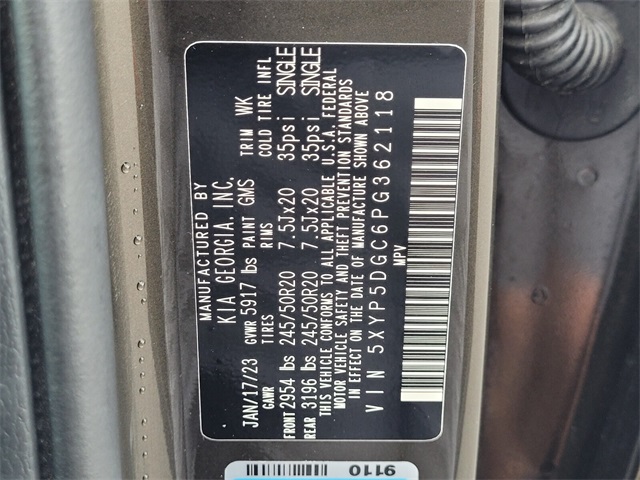 MANUFACTURED BY
KIA GEORGIA, INC.
JAN/17/23 GVWR 5917 lbs PAINT GMS TRIM WK
GAWR TIRES RIMS COLD TIRE INFL
FRONT 2954 lbs 245/50R20 7.5Jx20 35psi SINGLE
REAR 3196 lbs 245/50R20 7.5Jx20 35psi SINGLE
THIS VEHICLE CONFORMS TO ALL APPLICABLE U.S.A. FEDERAL
MOTOR VEHICLE SAFETY AND THEFT PREVENTION STANDARDS
IN EFFECT ON THE DATE OF MANUFACTURE SHOWN ABOVE
VIN 5XYP5DGC6PG362118
MPV
9110